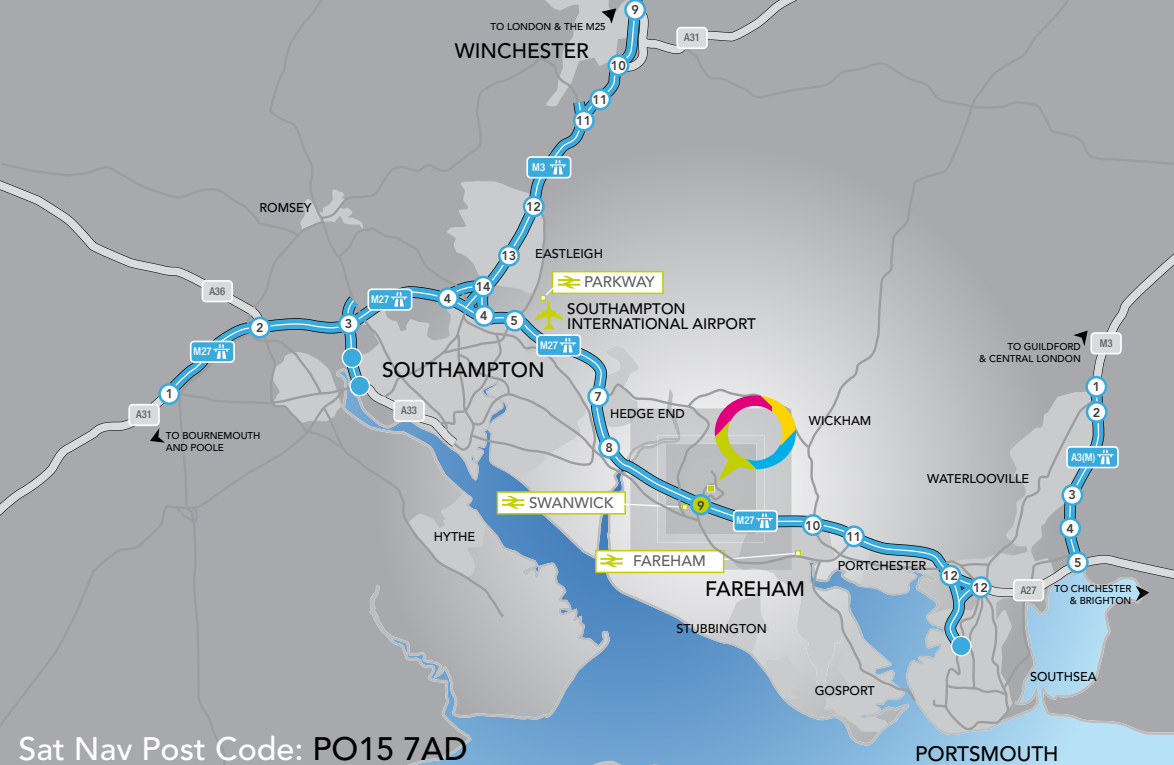 9
TO LONDON & THE M25
WINCHESTER
A31
10
11
11
M3
12
ROMSEY
13
EASTLEIGH
PARKWAY
14
A36
M27
4
SOUTHAMPTON
INTERNATIONAL AIRPORT
4
5
2
3
M27
M27
TO GUILDFORD
& CENTRAL LONDON
M3
SOUTHAMPTON
1
1
7
2
A31
A33
HEDGE END
WICKHAM
TO BOURNEMOUTH
AND POOLE
8
A3(M)
WATERLOOVILLE
3
SWANWICK
9
M27
10
4
HYTHE
11
FAREHAM
5
PORTCHESTER
12
12
FAREHAM
A27
TO CHICHESTER
& BRIGHTON
STUBBINGTON
SOUTHSEA
GOSPORT
Sat Nav Post Code: PO15 7AD
PORTSMOUTH